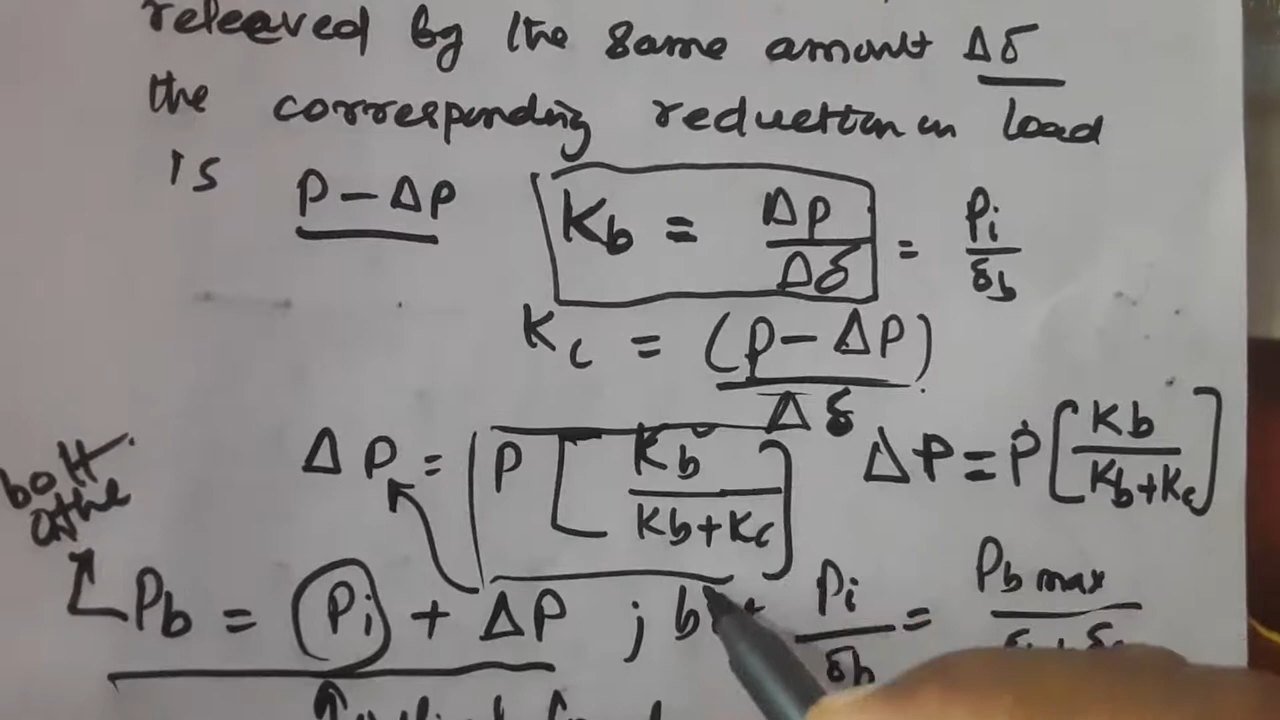 releaved by the same amount Δδ
the corresponding reduction in load
is P - ΔP Kb = ΔP/Δδ = Pi/δb
Kc = (P - ΔP)/Δδ
ΔP = P [Kb/(Kb+Kc)] ΔP = P [Kb/(Kb+Kc)]
bolt
Pb = Pi + ΔP ; Pi/δb = Pb max